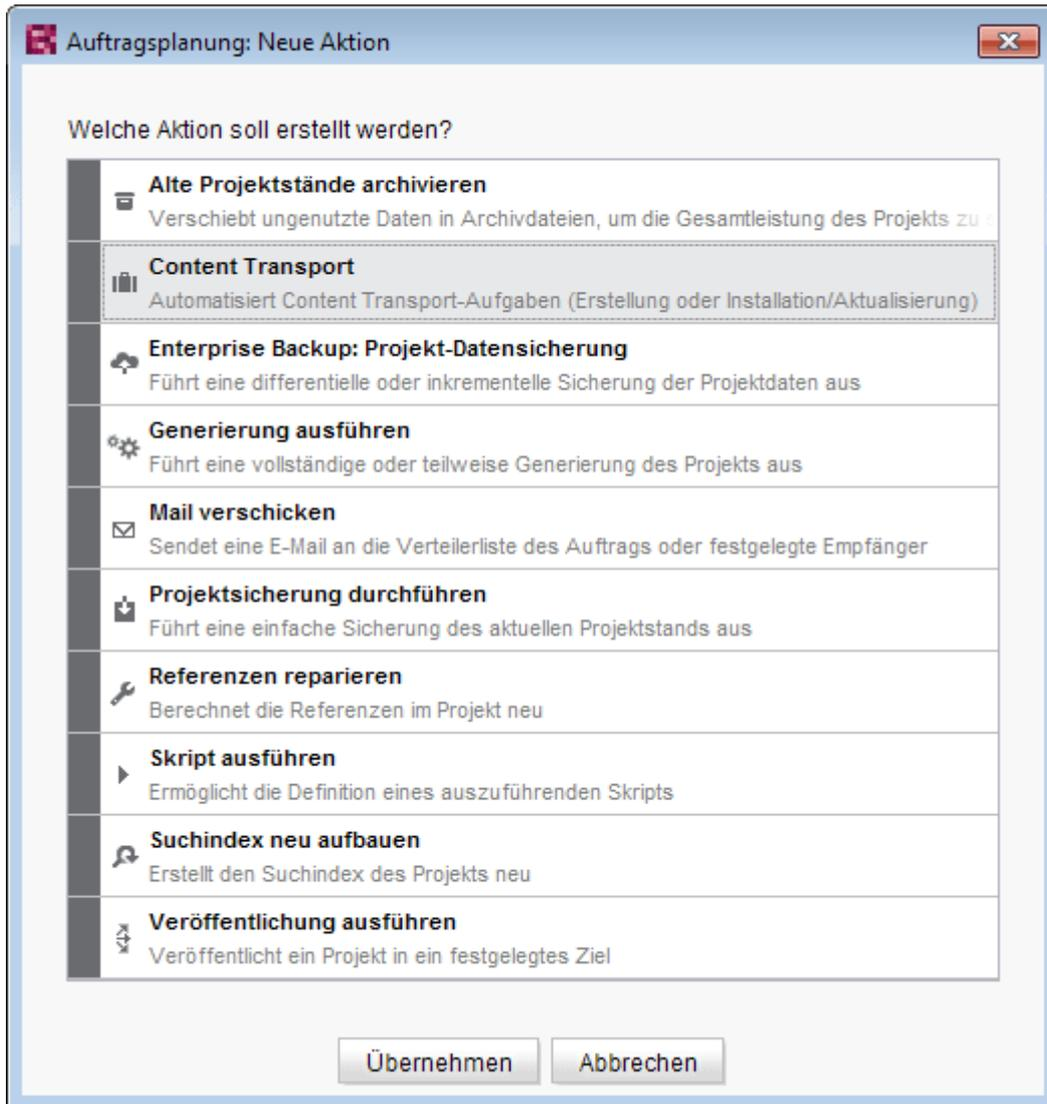 Auftragsplanung: Neue Aktion
Welche Aktion soll erstellt werden?
Alte Projektstände archivieren
Verschiebt ungenutzte Daten in Archivdateien, um die Gesamtleistung des Projekts zu
Content Transport
Automatisiert Content Transport-Aufgaben (Erstellung oder Installation/Aktualisierung)
Enterprise Backup: Projekt-Datensicherung
Führt eine differentielle oder inkrementelle Sicherung der Projektdaten aus
Generierung ausführen
Führt eine vollständige oder teilweise Generierung des Projekts aus
Mail verschicken
Sendet eine E-Mail an die Verteilerliste des Auftrags oder festgelegte Empfänger
Projektsicherung durchführen
Führt eine einfache Sicherung des aktuellen Projektstands aus
Referenzen reparieren
Berechnet die Referenzen im Projekt neu
Skript ausführen
Ermöglicht die Definition eines auszuführenden Skripts
Suchindex neu aufbauen
Erstellt den Suchindex des Projekts neu
Veröffentlichung ausführen
Veröffentlicht ein Projekt in ein festgelegtes Ziel
Übernehmen Abbrechen